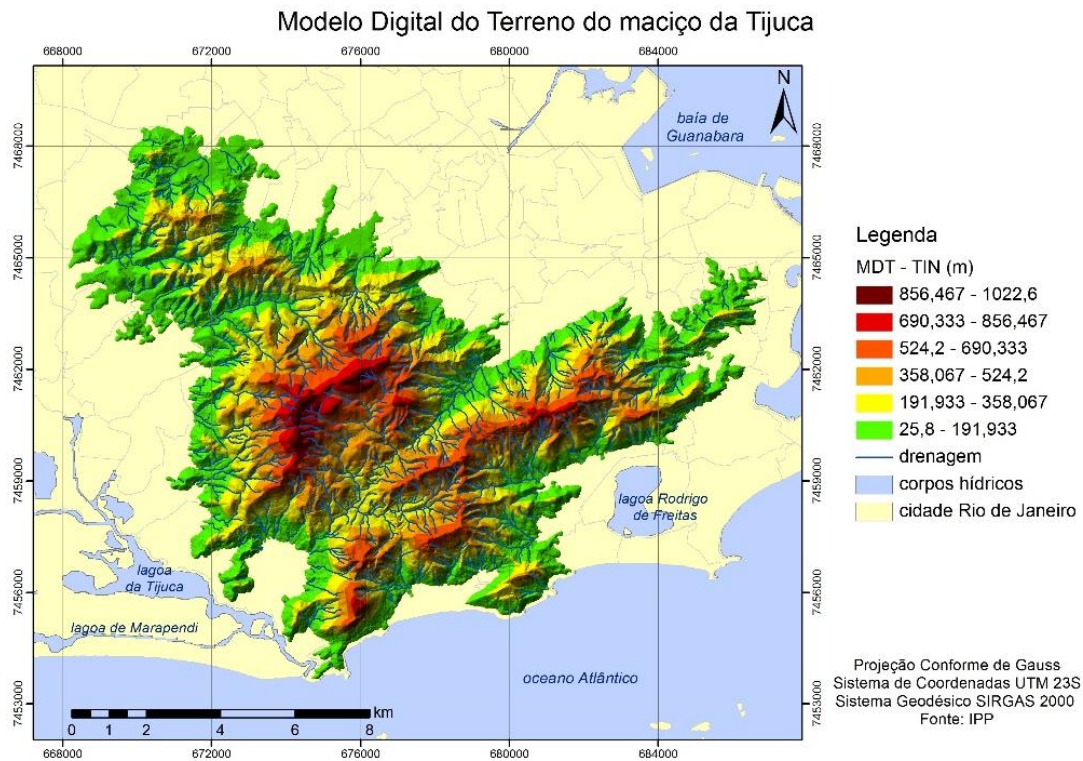 Modelo Digital do Terreno do maciço da Tijuca
668000 672000 676000 680000 684000
N
baía de
Guanabara
7468000 7468000
7465000 7465000
7462000 7462000
7459000 7459000
7456000 7456000
7453000 7453000
lagoa Rodrigo
de Freitas
lagoa
da Tijuca
lagoa de Marapendi
oceano Atlântico
km
0 1 2 4 6 8
668000 672000 676000 680000 684000
Legenda
MDT - TIN (m)
856,467 - 1022,6
690,333 - 856,467
524,2 - 690,333
358,067 - 524,2
191,933 - 358,067
25,8 - 191,933
drenagem
corpos hídricos
cidade Rio de Janeiro
Projeção Conforme de Gauss
Sistema de Coordenadas UTM 23S
Sistema Geodésico SIRGAS 2000
Fonte: IPP